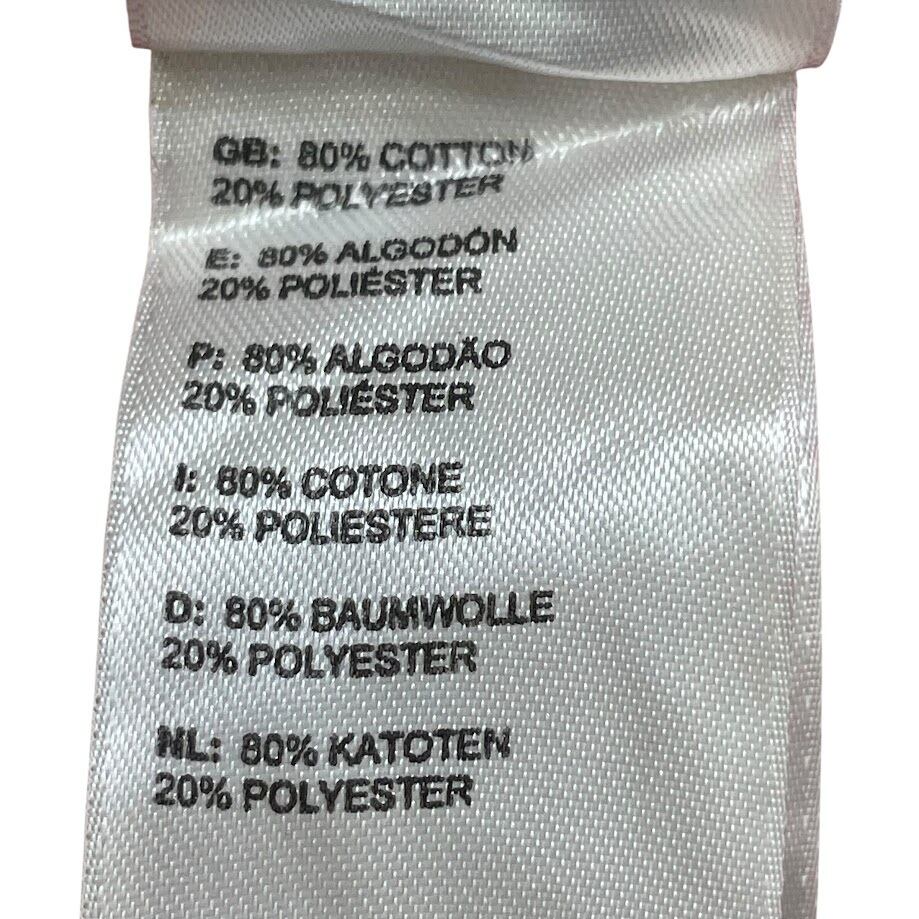 GB: 80% COTTON
20% POLYESTER
E: 80% ALGODÓN
20% POLIÉSTER
P: 80% ALGODÃO
20% POLIÉSTER
I: 80% COTONE
20% POLIESTERE
D: 80% BAUMWOLLE
20% POLYESTER
NL: 80% KATOTEN
20% POLYESTER